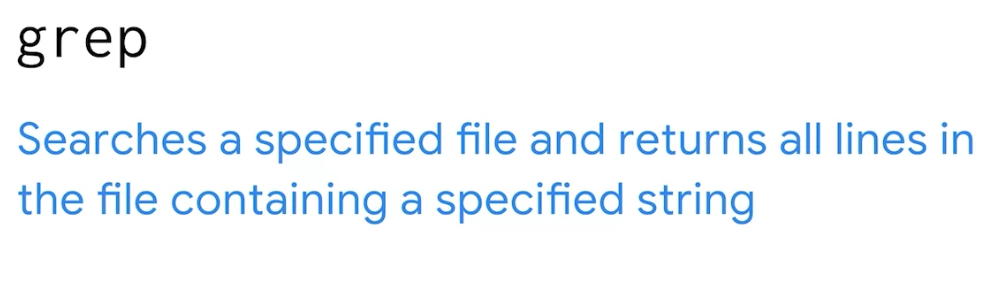 grep
Searches a specified file and returns all lines in
the file containing a specified string